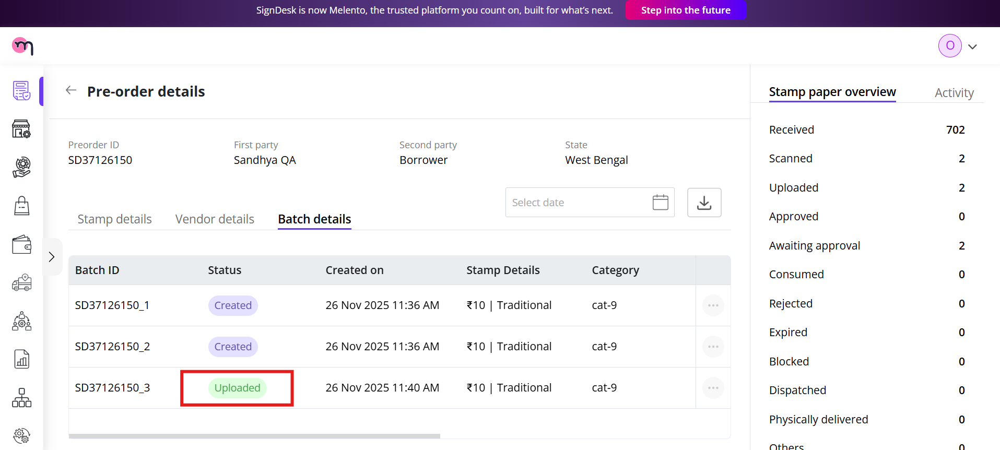 SignDesk is now Melento, the trusted platform you count on, built for what's next. Step into the future
m
O
Pre-order details
Preorder ID First party Second party State
SD37126150 Sandhya QA Borrower West Bengal
Select date
Stamp details Vendor details Batch details
Batch ID Status Created on Stamp Details Category
SD37126150_1 Created 26 Nov 2025 11:36 AM ₹10 | Traditional cat-9
SD37126150_2 Created 26 Nov 2025 11:36 AM ₹10 | Traditional cat-9
SD37126150_3 Uploaded 26 Nov 2025 11:40 AM ₹10 | Traditional cat-9
Stamp paper overview Activity
Received 702
Scanned 2
Uploaded 2
Approved 0
Awaiting approval 2
Consumed 0
Rejected 0
Expired 0
Blocked 0
Dispatched 0
Physically delivered 0
Others 0